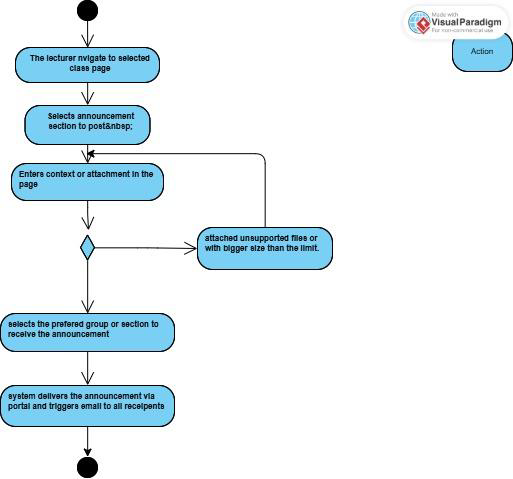 Made with
VisualParadigm
For non-commercial use
Action
The lecturer nvigate to selected
class page
Selects announcement
section to post&nbsp;
Enters context or attachment in the
page
attached unsupported files or
with bigger size than the limit.
selects the prefered group or section to
receive the announcement
system delivers the announcement via
portal and triggers email to all receipents